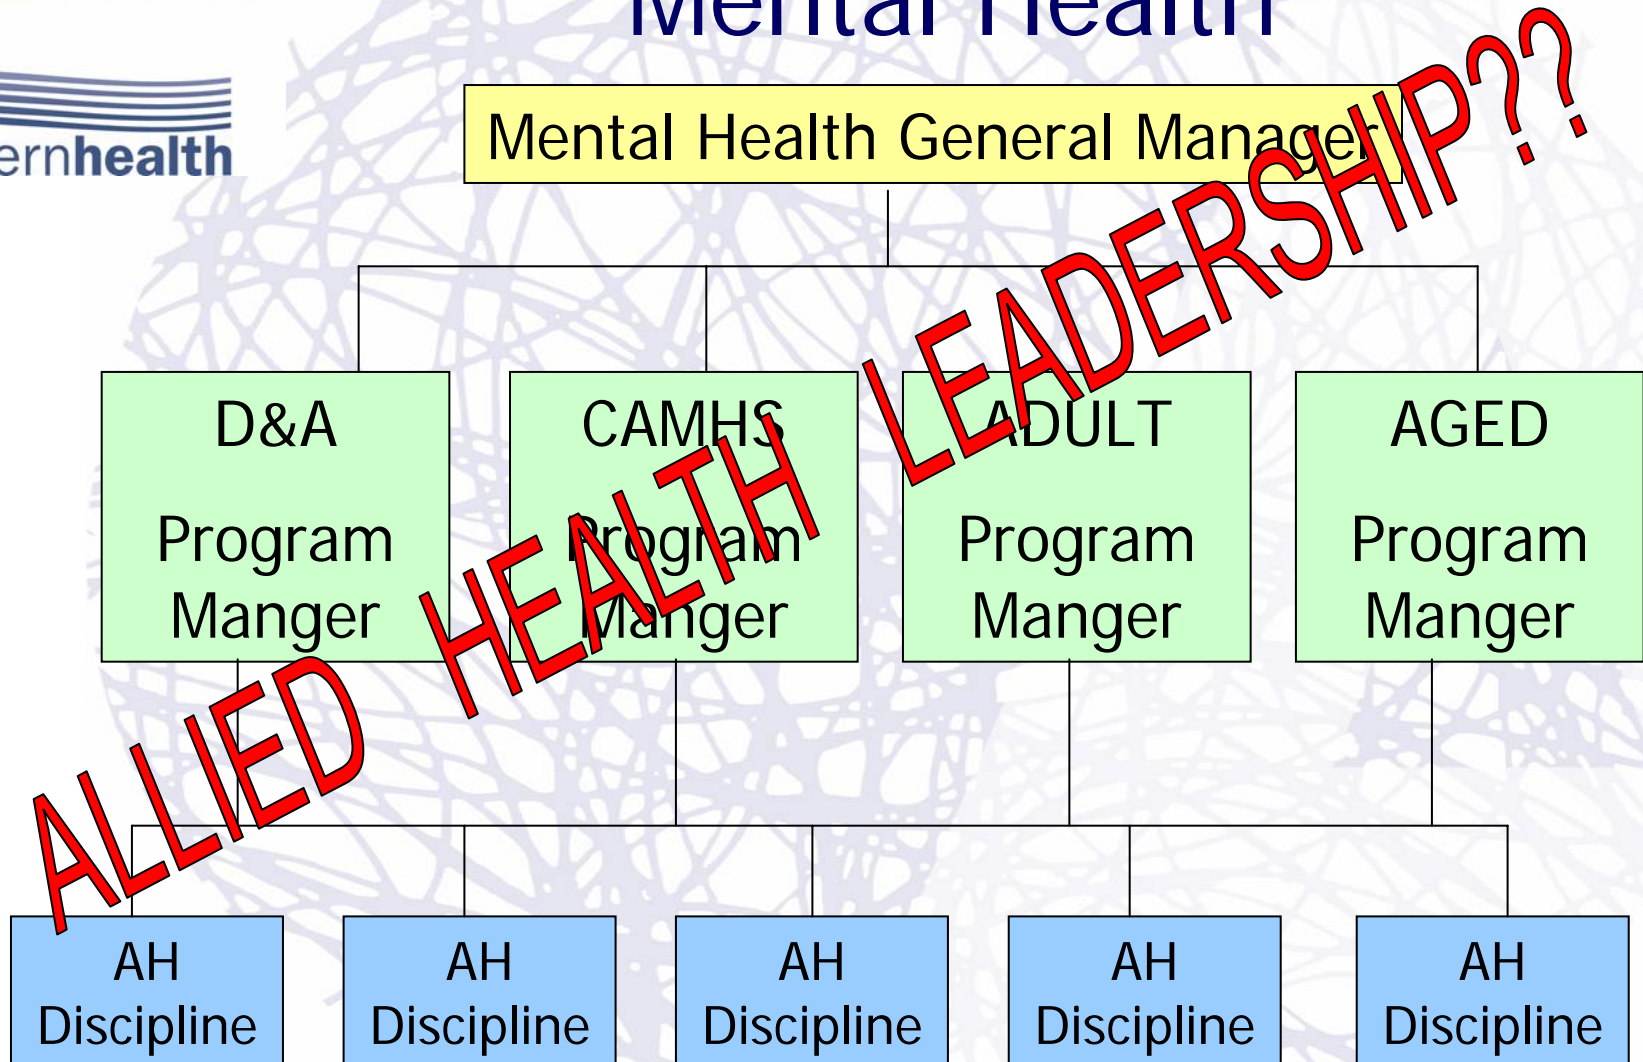 Mental Health
ernhealth
Mental Health General Manager
ALLIED HEALTH LEADERSHIP??
D&A
Program
Manger
CAMHS
Program
Manger
ADULT
Program
Manger
AGED
Program
Manger
AH
Discipline
AH
Discipline
AH
Discipline
AH
Discipline
AH
Discipline